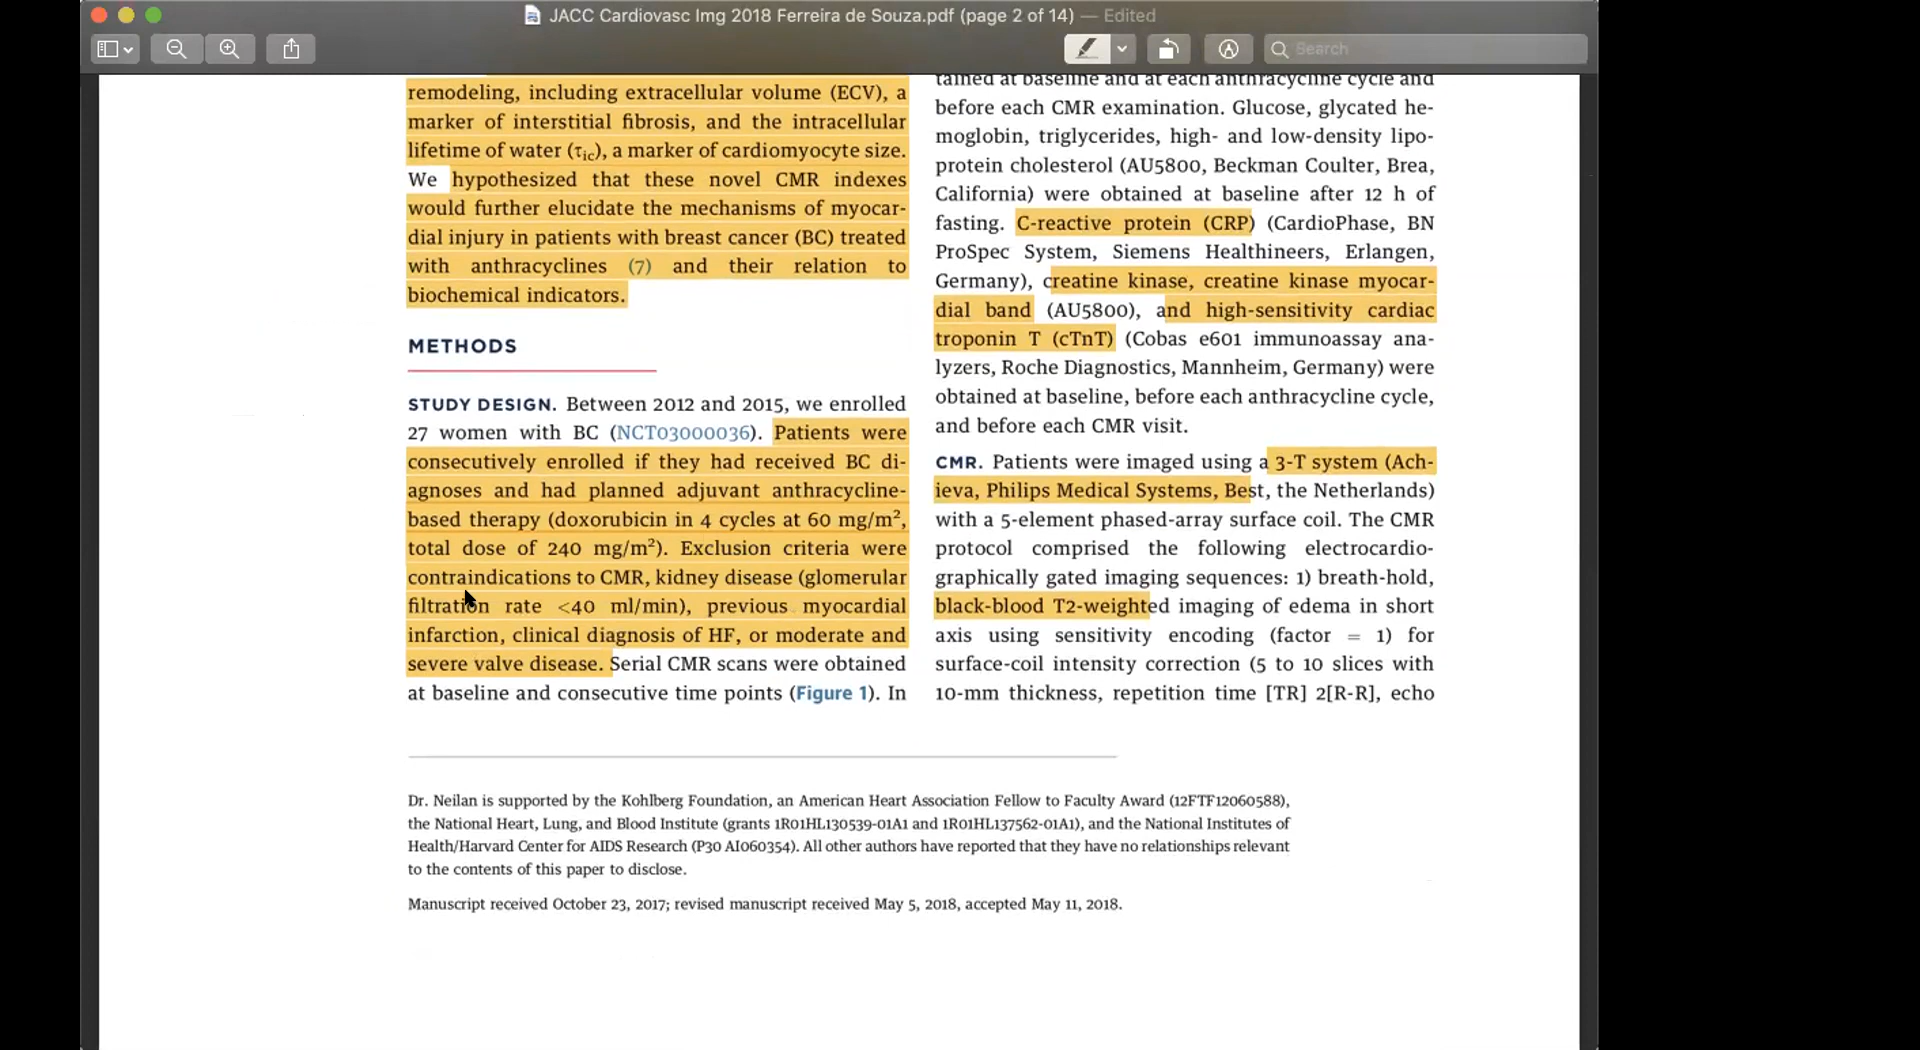 JACC Cardiovasc Img 2018 Ferreira de Souza.pdf (page 2 of 14) — Edited
Search
remodeling, including extracellular volume (ECV), a
marker of interstitial fibrosis, and the intracellular
lifetime of water (τic), a marker of cardiomyocyte size.
We hypothesized that these novel CMR indexes
would further elucidate the mechanisms of myocar-
dial injury in patients with breast cancer (BC) treated
with anthracyclines (7) and their relation to
biochemical indicators.
METHODS
STUDY DESIGN. Between 2012 and 2015, we enrolled
27 women with BC (NCT03000036). Patients were
consecutively enrolled if they had received BC di-
agnoses and had planned adjuvant anthracycline-
based therapy (doxorubicin in 4 cycles at 60 mg/m²,
total dose of 240 mg/m²). Exclusion criteria were
contraindications to CMR, kidney disease (glomerular
filtration rate <40 ml/min), previous myocardial
infarction, clinical diagnosis of HF, or moderate and
severe valve disease. Serial CMR scans were obtained
at baseline and consecutive time points (Figure 1). In
tained at baseline and at each anthracycline cycle and
before each CMR examination. Glucose, glycated he-
moglobin, triglycerides, high- and low-density lipo-
protein cholesterol (AU5800, Beckman Coulter, Brea,
California) were obtained at baseline after 12 h of
fasting. C-reactive protein (CRP) (CardioPhase, BN
ProSpec System, Siemens Healthineers, Erlangen,
Germany), creatine kinase, creatine kinase myocar-
dial band (AU5800), and high-sensitivity cardiac
troponin T (cTnT) (Cobas e601 immunoassay ana-
lyzers, Roche Diagnostics, Mannheim, Germany) were
obtained at baseline, before each anthracycline cycle,
and before each CMR visit.
CMR. Patients were imaged using a 3-T system (Ach-
ieva, Philips Medical Systems, Best, the Netherlands)
with a 5-element phased-array surface coil. The CMR
protocol comprised the following electrocardio-
graphically gated imaging sequences: 1) breath-hold,
black-blood T2-weighted imaging of edema in short
axis using sensitivity encoding (factor = 1) for
surface-coil intensity correction (5 to 10 slices with
10-mm thickness, repetition time [TR] 2[R-R], echo
Dr. Neilan is supported by the Kohlberg Foundation, an American Heart Association Fellow to Faculty Award (12FTF12060588),
the National Heart, Lung, and Blood Institute (grants 1R01HL130539-01A1 and 1R01HL137562-01A1), and the National Institutes of
Health/Harvard Center for AIDS Research (P30 AI060354). All other authors have reported that they have no relationships relevant
to the contents of this paper to disclose.
Manuscript received October 23, 2017; revised manuscript received May 5, 2018, accepted May 11, 2018.